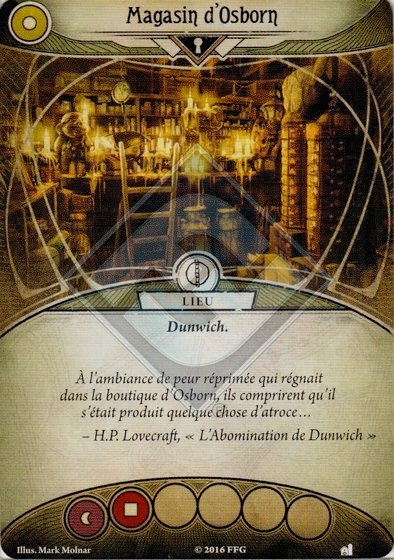 Magasin d'Osborn
LIEU
Dunwich.
À l'ambiance de peur réprimée qui régnait
dans la boutique d'Osborn, ils comprirent qu'il
s'était produit quelque chose d'atroce…
– H.P. Lovecraft, « L'Abomination de Dunwich »
Illus. Mark Molnar
© 2016 FFG